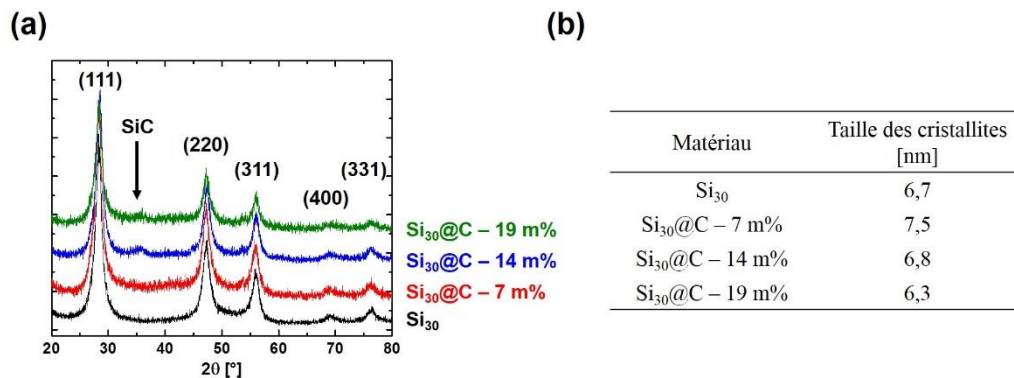 (a)
(111)
SiC
(220)
(311)
(400)
(331)
Si30@C – 19 m%
Si30@C – 14 m%
Si30@C – 7 m%
Si30
20 30 40 50 60 70 80
2θ [°]
(b)
Matériau Taille des cristallites
[nm]
Si30 6,7
Si30@C – 7 m% 7,5
Si30@C – 14 m% 6,8
Si30@C – 19 m% 6,3